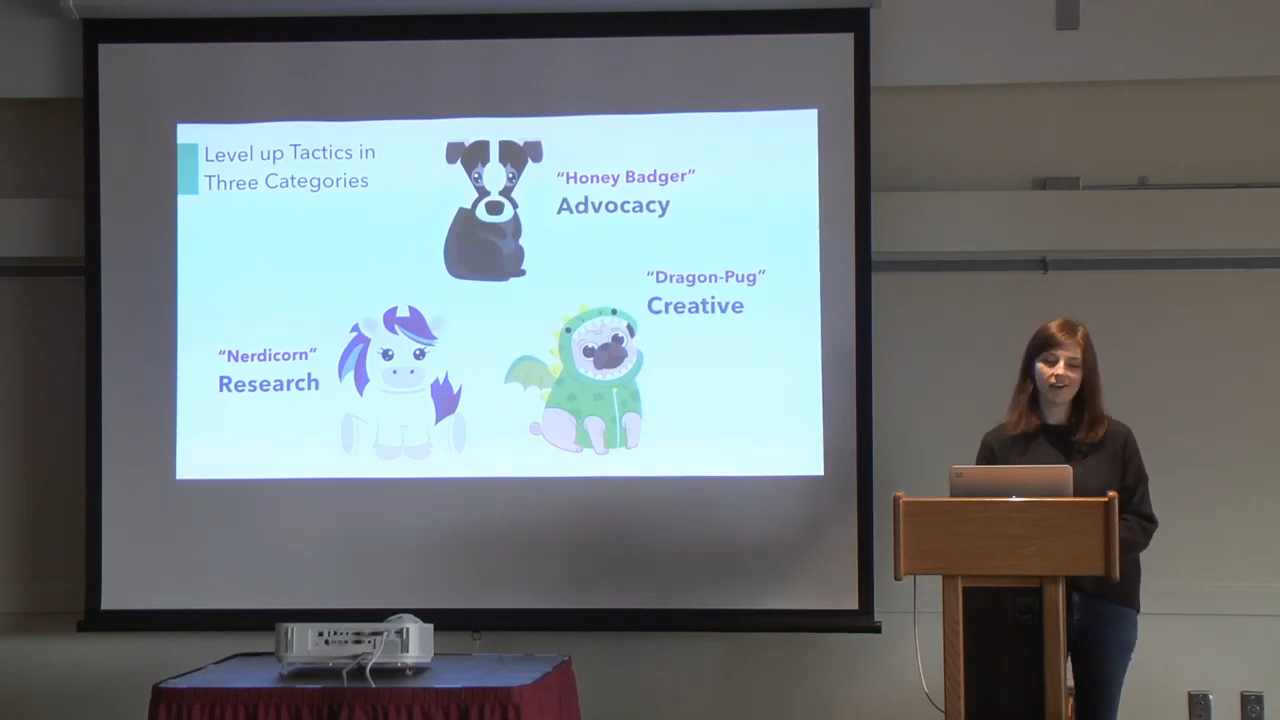 Level up Tactics in
Three Categories
“Honey Badger”
Advocacy
“Dragon-Pug”
Creative
“Nerdicorn”
Research